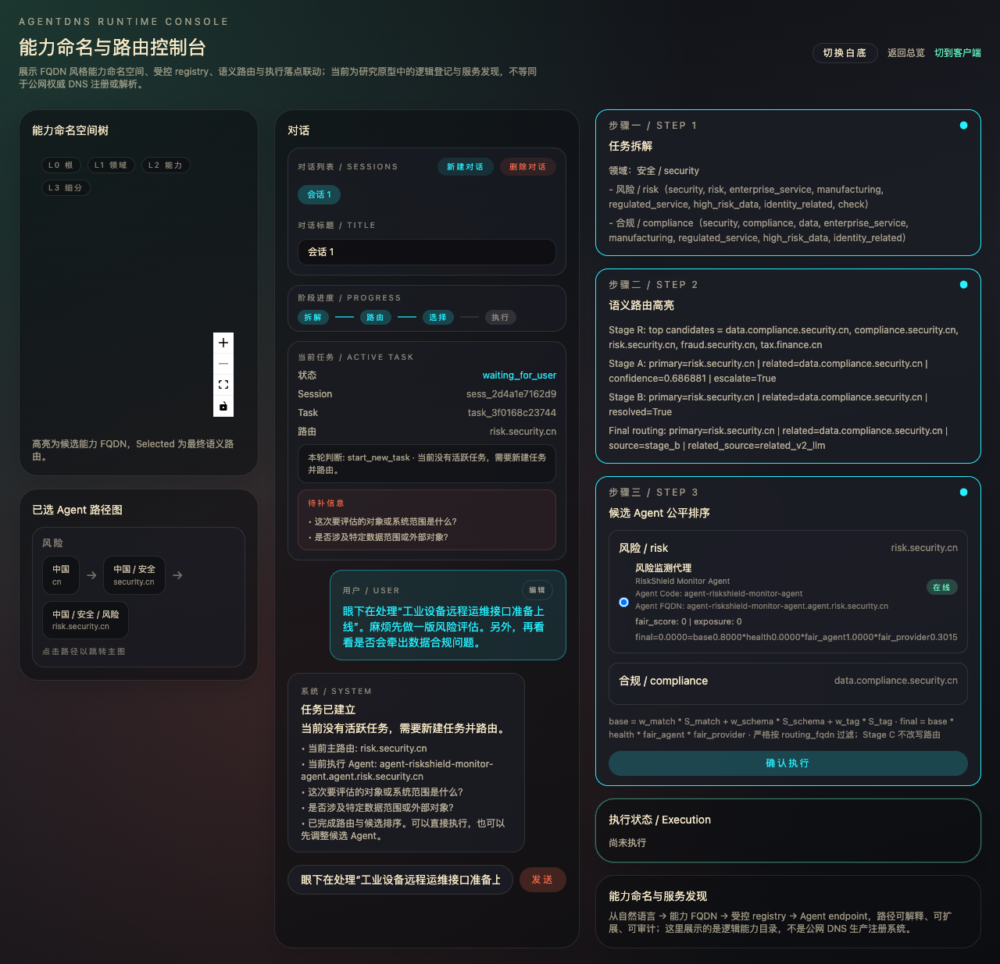 AGENTDNS RUNTIME CONSOLE
能力命名与路由控制台
展示 FQDN 风格能力命名空间、受控 registry、语义路由与执行落点联动；当前为研究原型中的逻辑登记与服务发现，不等同
于公网权威 DNS 注册或解析。
切换白底
返回总览
切到客户端
能力命名空间树
L0 根
L1 领域
L2 能力
L3 细分
高亮为候选能力 FQDN，Selected 为最终语义路
由。
已选 Agent 路径图
风险
中国
cn
→
中国 / 安全
security.cn
→
中国 / 安全 / 风险
risk.security.cn
点击路径以跳转主图
对话
对话列表 / SESSIONS
新建对话
删除对话
会话 1
对话标题 / TITLE
会话 1
阶段进度 / PROGRESS
拆解
路由
选择
执行
当前任务 / ACTIVE TASK
状态
waiting_for_user
Session
sess_2d4a1e7162d9
Task
task_3f0168c23744
路由
risk.security.cn
本轮判断: start_new_task · 当前没有活跃任务，需要新建任务
并路由。
待补信息
• 这次要评估的对象或系统范围是什么?
• 是否涉及特定数据范围或外部对象?
用户 / USER
编辑
眼下在处理“工业设备远程运维接口准备上
线”。麻烦先做一版风险评估。另外，再看
看是否会牵出数据合规问题。
系统 / SYSTEM
任务已建立
当前没有活跃任务，需要新建任务并路由。
• 当前主路由: risk.security.cn
• 当前执行 Agent: agent-riskshield-monitor-
agent.agent.risk.security.cn
• 这次要评估的对象或系统范围是什么?
• 是否涉及特定数据范围或外部对象?
• 已完成路由与候选排序。可以直接执行，也可以
先调整候选 Agent。
眼下在处理“工业设备远程运维接口准备上
发送
步骤一 / STEP 1
任务拆解
领域：安全 / security
- 风险 / risk（security, risk, enterprise_service, manufacturing,
regulated_service, high_risk_data, identity_related, check）
- 合规 / compliance（security, compliance, data, enterprise_service,
manufacturing, regulated_service, high_risk_data, identity_related）
步骤二 / STEP 2
语义路由高亮
Stage R: top candidates = data.compliance.security.cn, compliance.security.cn,
risk.security.cn, fraud.security.cn, tax.finance.cn
Stage A: primary=risk.security.cn | related=data.compliance.security.cn |
confidence=0.686881 | escalate=True
Stage B: primary=risk.security.cn | related=data.compliance.security.cn |
resolved=True
Final routing: primary=risk.security.cn | related=data.compliance.security.cn |
source=stage_b | related_source=related_v2_llm
步骤三 / STEP 3
候选 Agent 公平排序
风险 / risk
risk.security.cn
风险监测代理
RiskShield Monitor Agent
Agent Code: agent-riskshield-monitor-agent
Agent FQDN: agent-riskshield-monitor-agent.agent.risk.security.cn
在线
fair_score: 0 | exposure: 0
final=0.0000=base0.8000*health0.0000*fair_agent1.0000*fair_provider0.3015
合规 / compliance
data.compliance.security.cn
base = w_match * S_match + w_schema * S_schema + w_tag * S_tag · final = base *
health * fair_agent * fair_provider · 严格按 routing_fqdn 过滤；Stage C 不改写路由
确认执行
执行状态 / Execution
尚未执行
能力命名与服务发现
从自然语言 → 能力 FQDN → 受控 registry → Agent endpoint，路径可解释、可扩
展、可审计；这里展示的是逻辑能力目录，不是公网 DNS 生产注册系统。